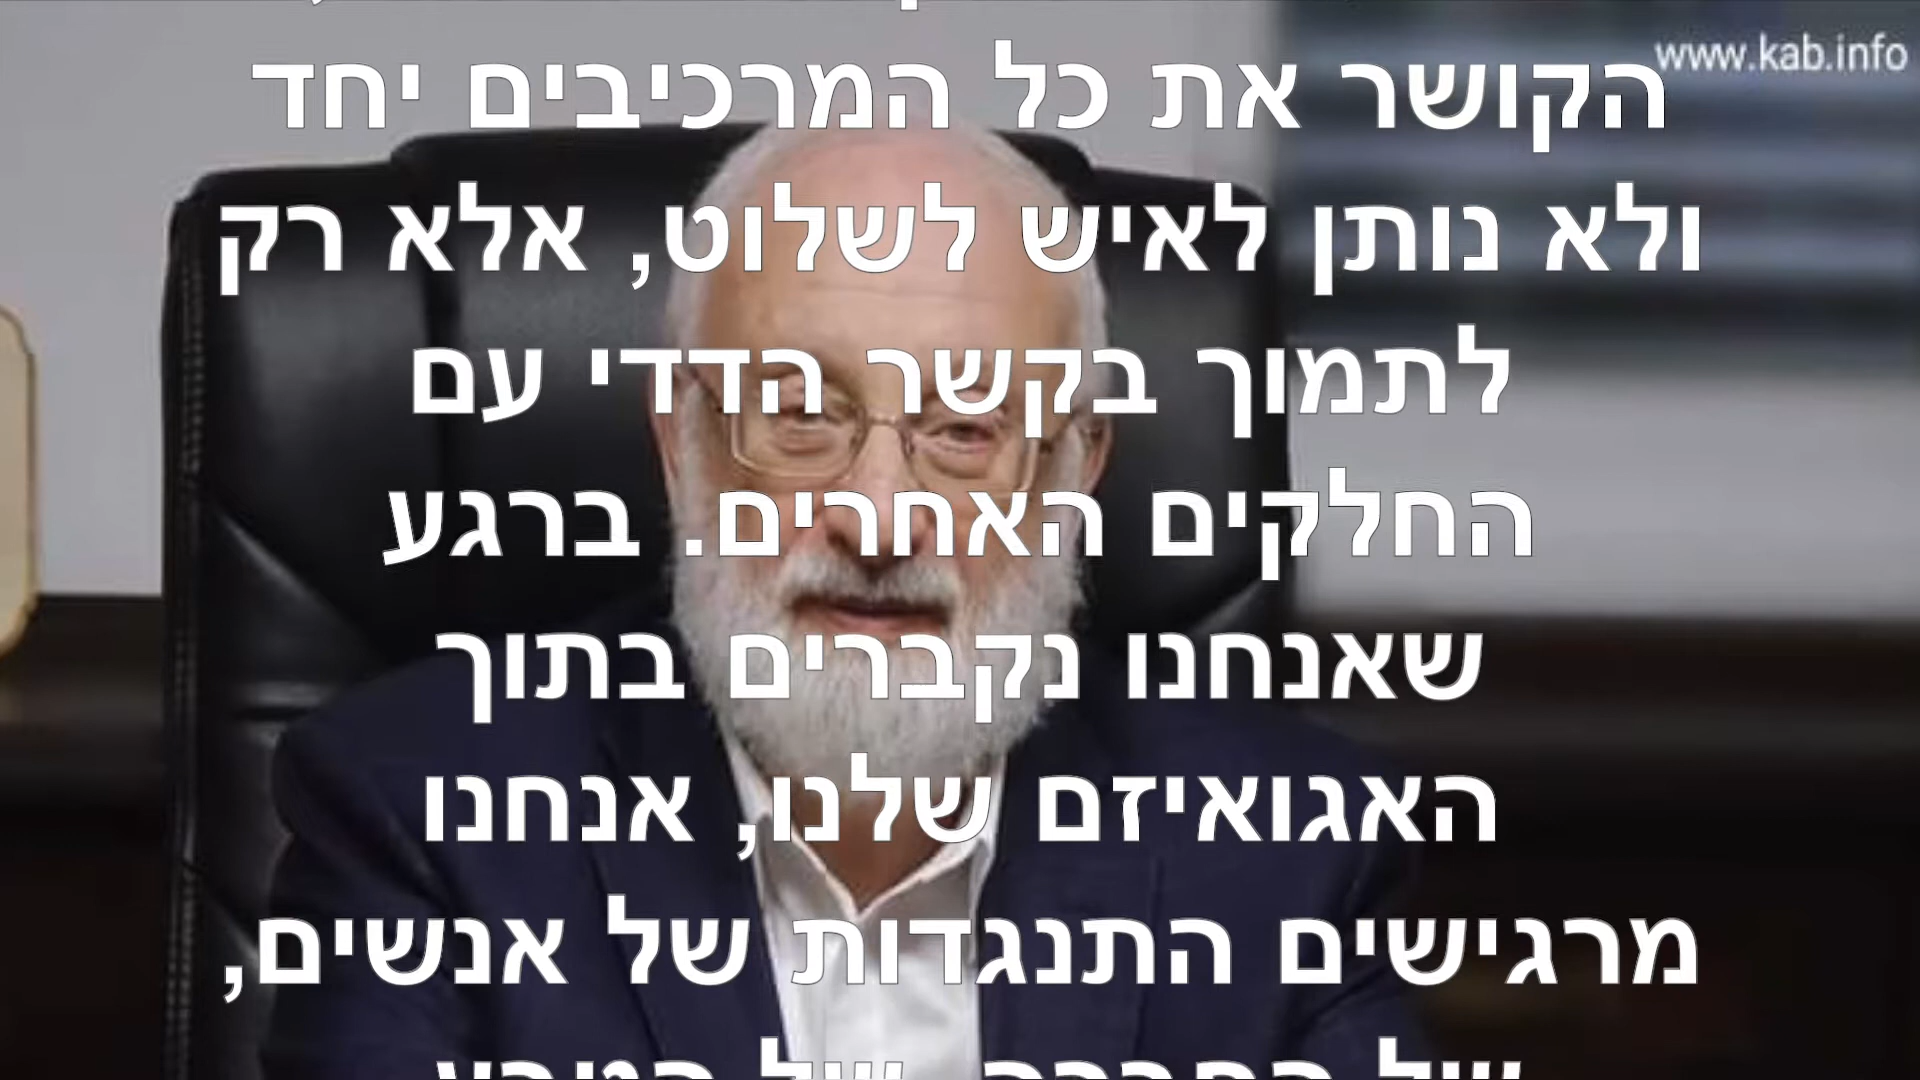 www.kab.info
הקושר את כל המרכיבים יחד
ולא נותן לאיש לשלוט, אלא רק
לתמוך בקשר הדדי עם
החלקים האחרים. ברגע
שאנחנו נקברים בתוך
האגואיזם שלנו, אנחנו
מרגישים התנגדות של אנשים,